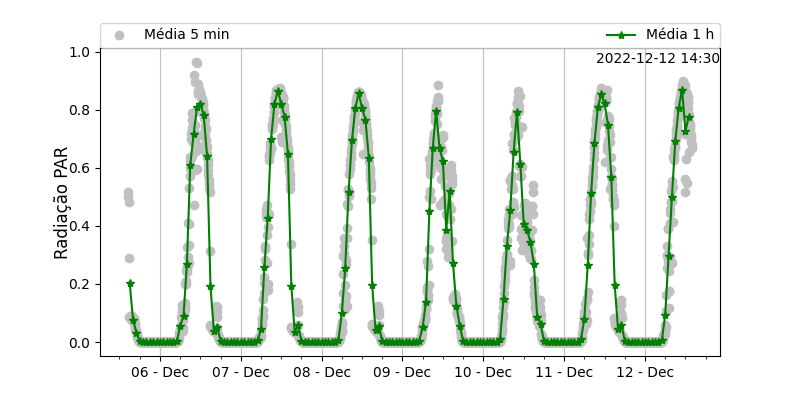 Média 5 min
Média 1 h
2022-12-12 14:30
Radiação PAR
1.0
0.8
0.6
0.4
0.2
0.0
06 - Dec
07 - Dec
08 - Dec
09 - Dec
10 - Dec
11 - Dec
12 - Dec